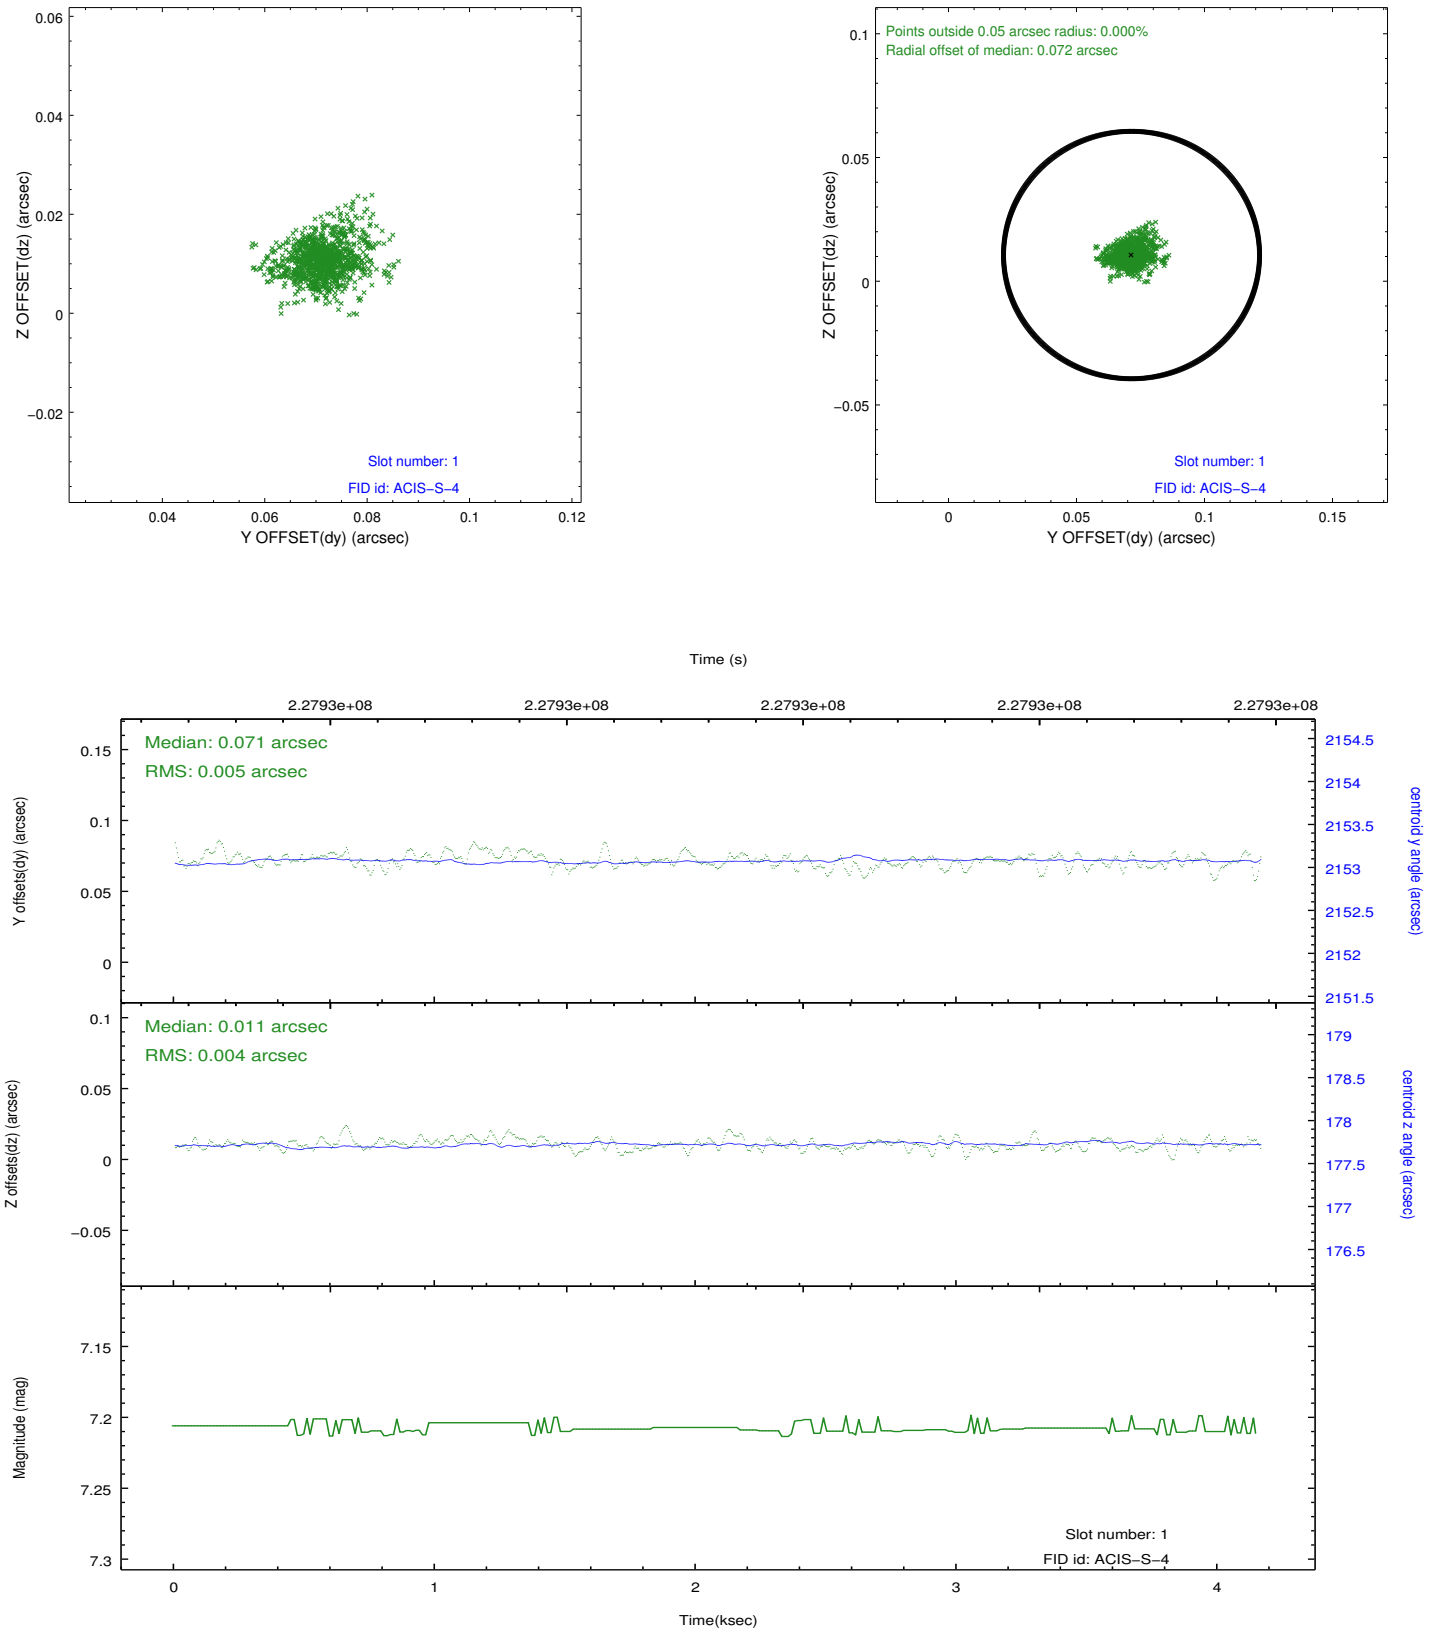 0.06
0.04
0.02
0
−0.02
Z OFFSET(dz) (arcsec)
Slot number: 1
FID id: ACIS−S−4
0.04 0.06 0.08 0.1 0.12
Y OFFSET(dy) (arcsec)
Points outside 0.05 arcsec radius: 0.000%
Radial offset of median: 0.072 arcsec
0.1
0.05
0
−0.05
Z OFFSET(dz) (arcsec)
Slot number: 1
FID id: ACIS−S−4
0 0.05 0.1 0.15
Y OFFSET(dy) (arcsec)
Time (s)
2.2793e+08 2.2793e+08 2.2793e+08 2.2793e+08 2.2793e+08
Median: 0.071 arcsec
RMS: 0.005 arcsec
0.15
0.1
0.05
0
Y offsets(dy) (arcsec)
2154.5
2154
2153.5
2153
2152.5
2152
2151.5
centroid y angle (arcsec)
Median: 0.011 arcsec
RMS: 0.004 arcsec
0.1
0.05
0
−0.05
Z offsets(dz) (arcsec)
179
178.5
178
177.5
177
176.5
centroid z angle (arcsec)
7.15
7.2
7.25
7.3
Magnitude (mag)
Slot number: 1
FID id: ACIS−S−4
0 1 2 3 4
Time(ksec)